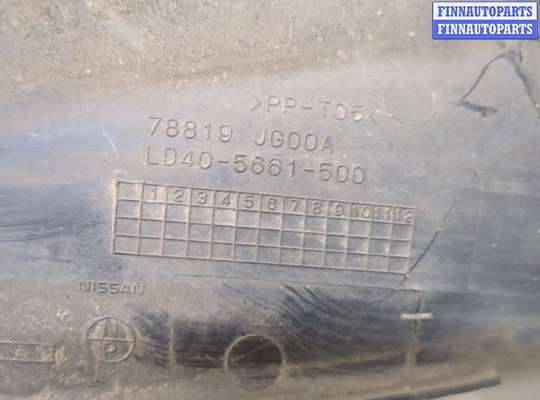 FINNAUTOPARTS
FINNAUTOPARTS
>PP-T05<
78819 JG00A
LD40-5661-500
1 2 3 4 5 6 7 8 9 10 11 12
NISSAN